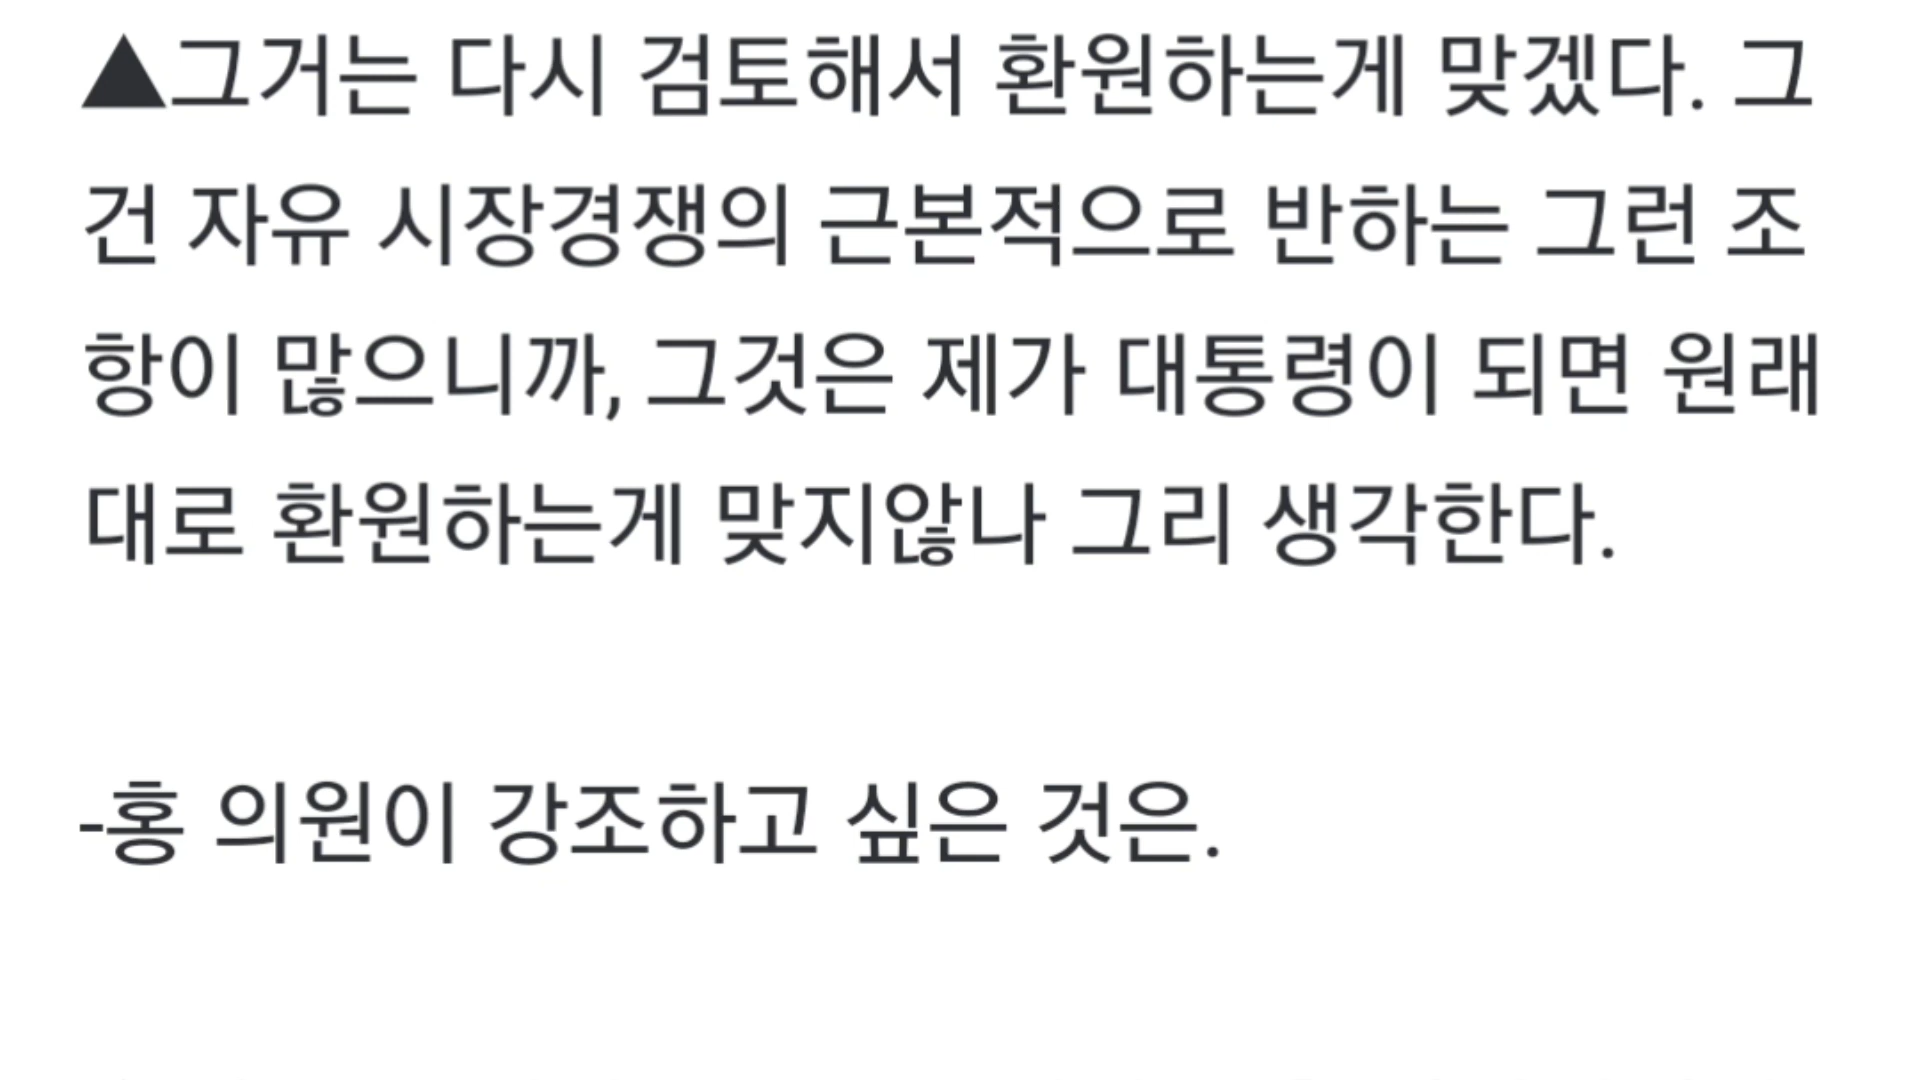 ▲그거는 다시 검토해서 환원하는게 맞겠다. 그
건 자유 시장경쟁의 근본적으로 반하는 그런 조
항이 많으니까, 그것은 제가 대통령이 되면 원래
대로 환원하는게 맞지않나 그리 생각한다.
-홍 의원이 강조하고 싶은 것은.